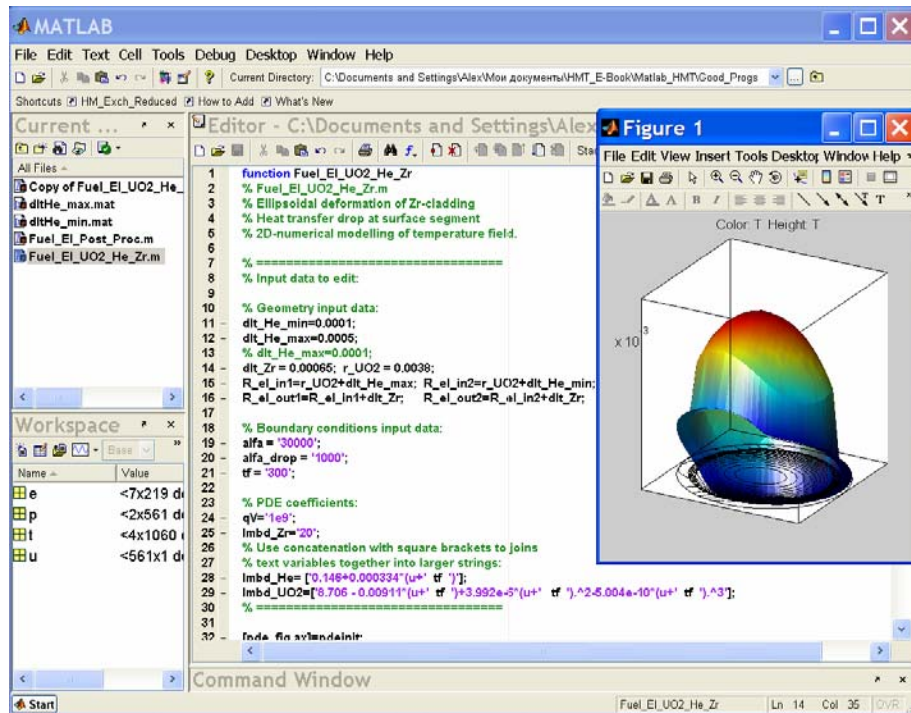 MATLAB
File Edit Text Cell Tools Debug Desktop Window Help
Current Directory: C:\Documents and Settings\Alex\Мои документы\HMT_E-Book\Matlab_HMT\Good_Progs
Shortcuts HM_Exch_Reduced How to Add What's New
Current ...
All Files
Copy of Fuel_El_UO2_He_
dltHe_max.mat
dltHe_min.mat
Fuel_El_Post_Proc.m
Fuel_El_UO2_He_Zr.m
Workspace
Base
Name Value
e <7x219 d
p <2x561 d
t <4x1060
u <561x1 d
Editor - C:\Documents and Settings\Alex
Stac
1 function Fuel_El_UO2_He_Zr
2 % Fuel_El_UO2_He_Zr.m
3 % Ellipsoidal deformation of Zr-cladding
4 % Heat transfer drop at surface segment
5 % 2D-numerical modelling of temperature field.
6
7 % =================================
8 % Input data to edit:
9
10 % Geometry input data:
11 – dlt_He_min=0.0001;
12 – dlt_He_max=0.0005;
13 % dlt_He_max=0.0001;
14 – dlt_Zr = 0.00065; r_UO2 = 0.0038;
15 – R_el_in1=r_UO2+dlt_He_max; R_el_in2=r_UO2+dlt_He_min;
16 – R_el_out1=R_el_in1+dlt_Zr; R_el_out2=R_el_in2+dlt_Zr;
17
18 % Boundary conditions input data:
19 – alfa = '30000';
20 – alfa_drop = '1000';
21 – tf = '300';
22
23 % PDE coefficients:
24 – qV='1e9';
25 – lmbd_Zr='20';
26 % Use concatenation with square brackets to joins
27 % text variables together into larger strings:
28 – lmbd_He= ['0.146+0.000334*(u+' tf ')'];
29 – lmbd_UO2=['8.706 - 0.00911*(u+' tf ')+3.992e-6*(u+' tf ').^2-5.004e-10*(u+' tf ').^3'];
30 % =================================
31
32 – [pde_fig,ax]=pdeinit;
Figure 1
File Edit View Insert Tools Desktop Window Help
Color: T Height: T
x 10 3
Command Window
Start
Fuel_El_UO2_He_Zr Ln 14 Col 35 OVR